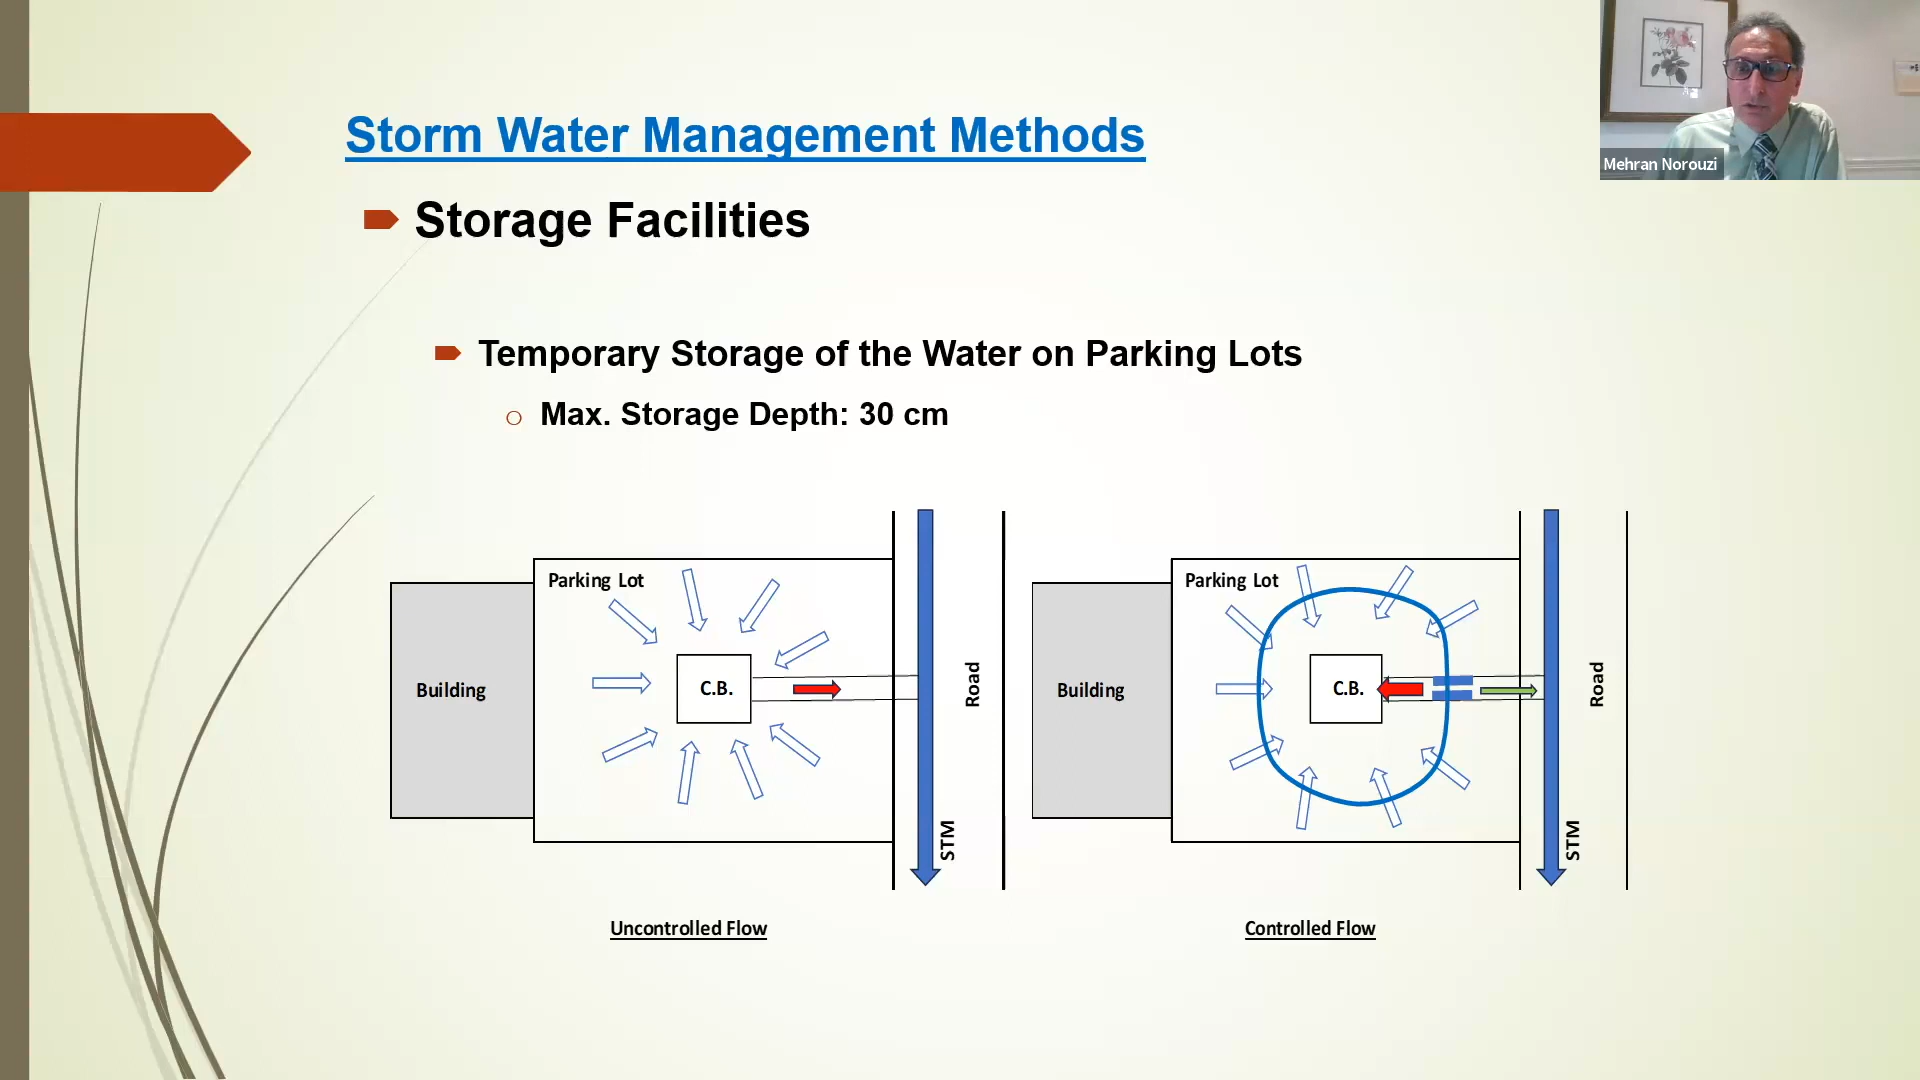 Storm Water Management Methods
Storage Facilities
Temporary Storage of the Water on Parking Lots
Max. Storage Depth: 30 cm
Parking Lot
Building
C.B.
Road
STM
Uncontrolled Flow
Parking Lot
Building
C.B.
Road
STM
Controlled Flow
Mehran Norouzi